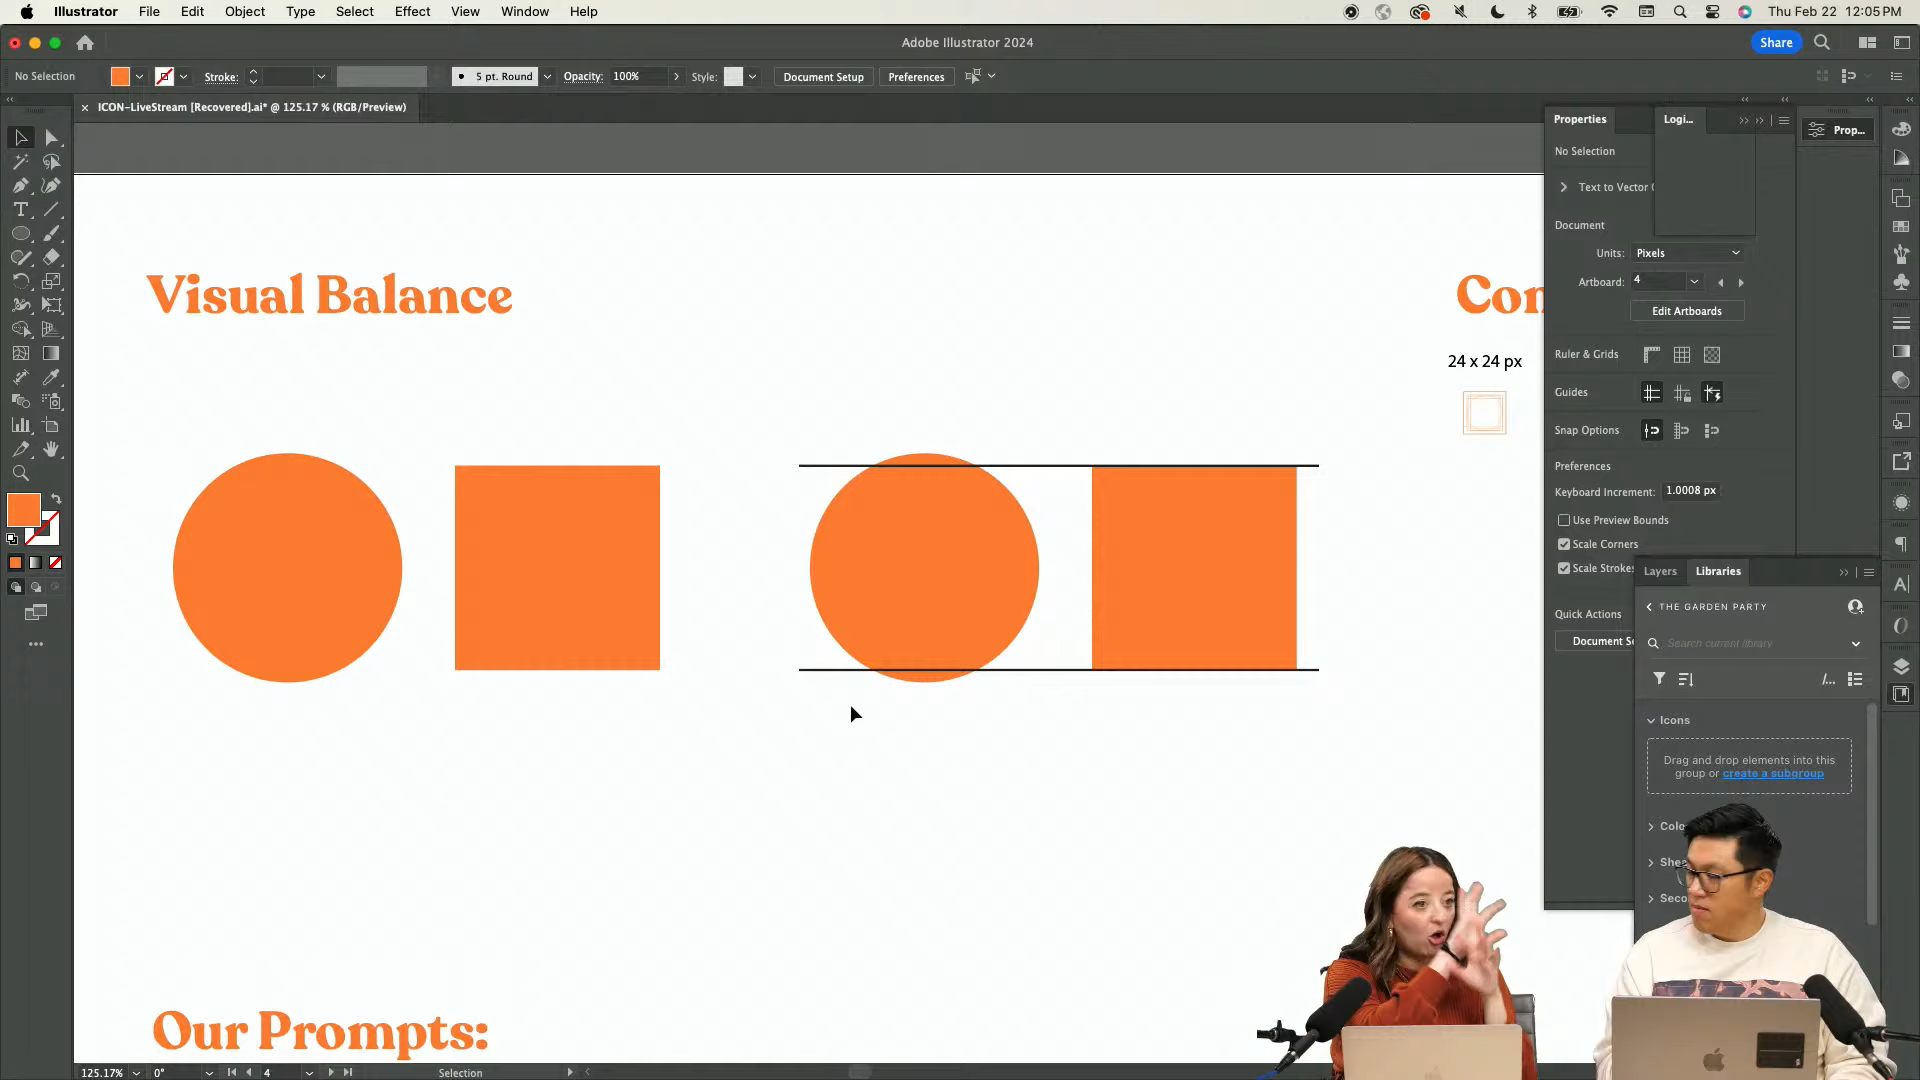 Illustrator File Edit Object Type Select Effect View Window Help
Thu Feb 22 12:05 PM
Adobe Illustrator 2024
Share
No Selection
Stroke:
5 pt. Round
Opacity: 100%
Style:
Document Setup
Preferences
ICON-LiveStream [Recovered].ai* @ 125.17 % (RGB/Preview)
Properties
Logi...
Prop...
No Selection
Text to Vector
Document
Units: Pixels
Artboard: 4
Edit Artboards
Ruler & Grids
Guides
Snap Options
Preferences
Keyboard Increment: 1.0008 px
Use Preview Bounds
Scale Corners
Scale Strokes
Quick Actions
Document Se
Layers
Libraries
THE GARDEN PARTY
Search current library
/...
Icons
Drag and drop elements into this
group or create a subgroup
Colo
She
Seco
Visual Balance
Con
24 x 24 px
Our Prompts:
125.17%
0°
4
Selection